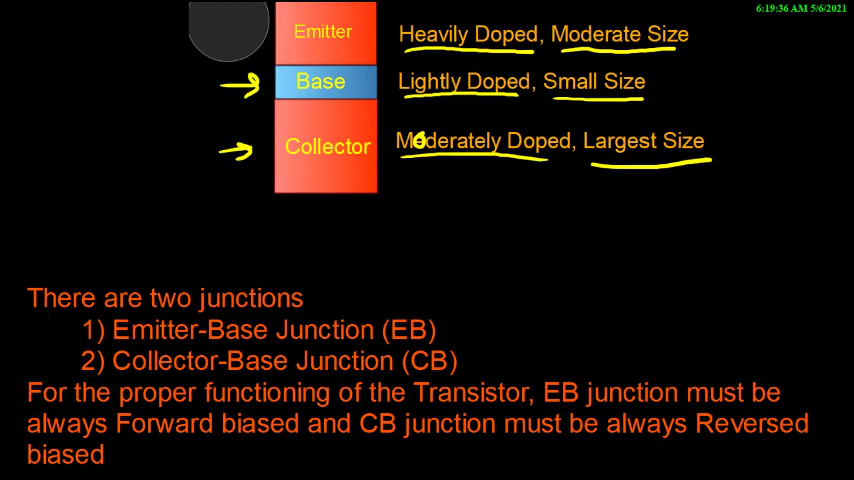 6:19:36 AM 5/6/2021
Emitter
Heavily Doped, Moderate Size
Base
Lightly Doped, Small Size
Collector
Moderately Doped, Largest Size
There are two junctions
1) Emitter-Base Junction (EB)
2) Collector-Base Junction (CB)
For the proper functioning of the Transistor, EB junction must be
always Forward biased and CB junction must be always Reversed
biased